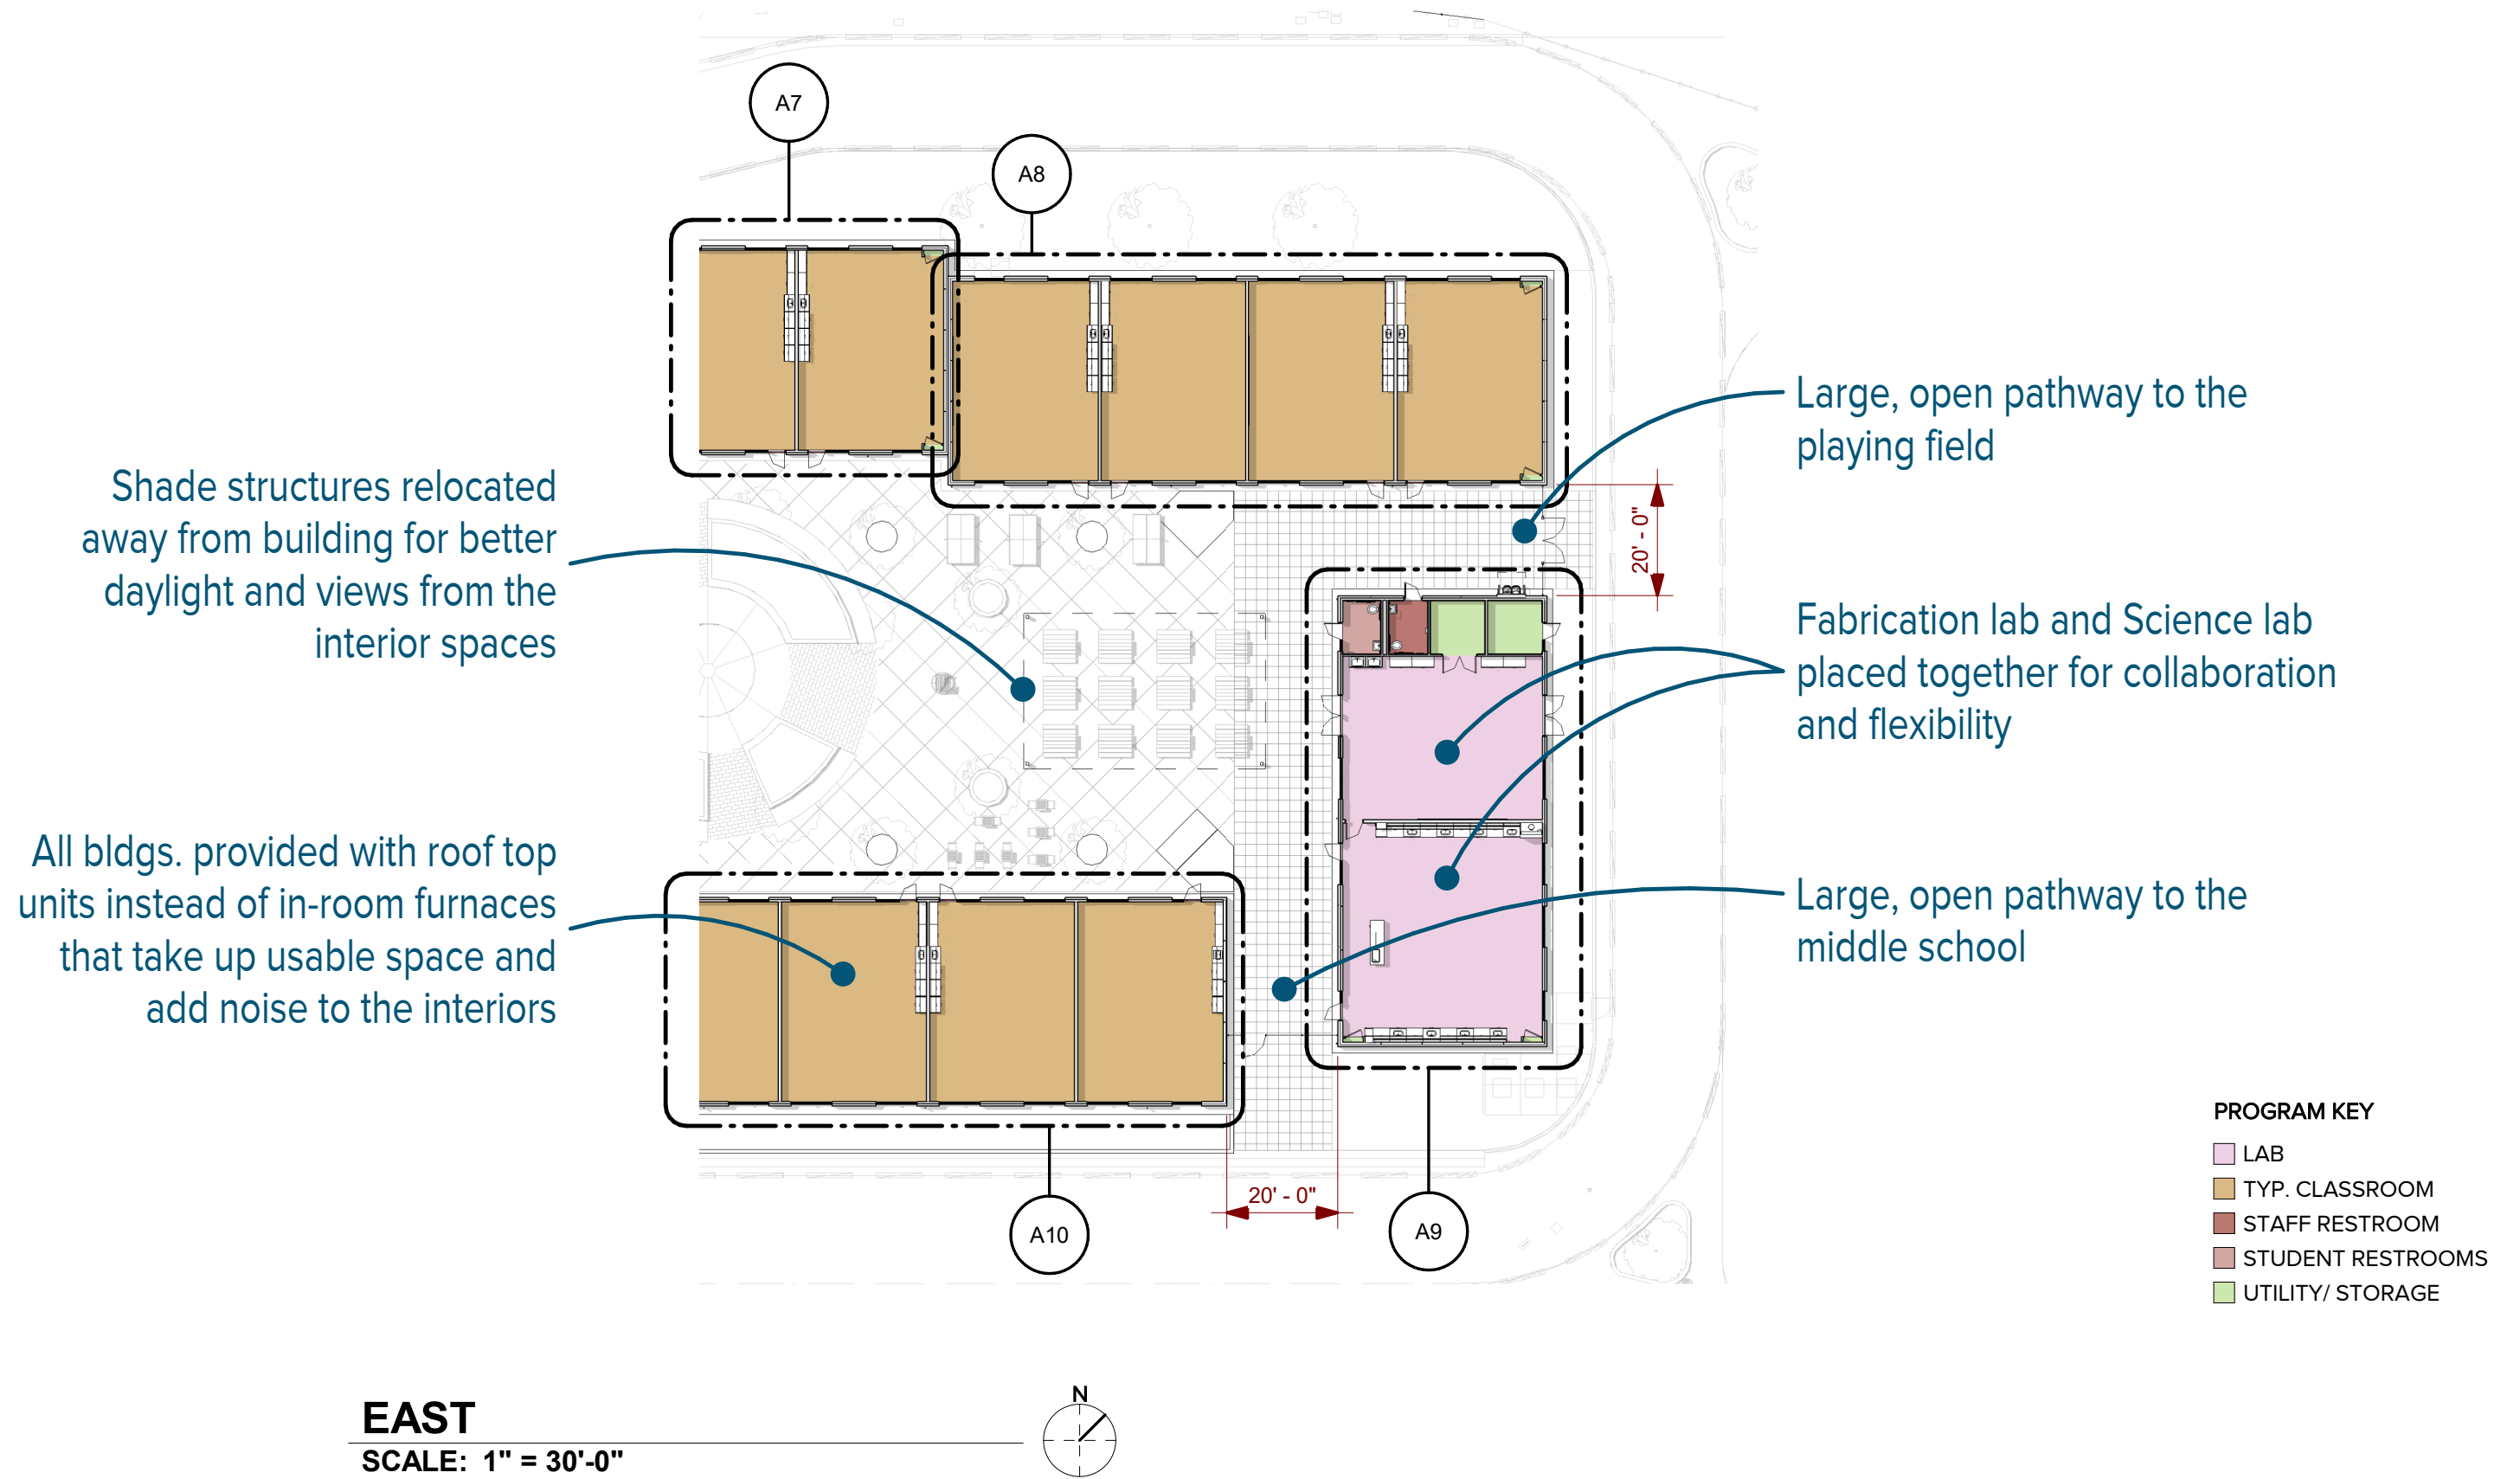 A7
A8
Shade structures relocated
away from building for better
daylight and views from the
interior spaces
All bldgs. provided with roof top
units instead of in-room furnaces
that take up usable space and
add noise to the interiors
Large, open pathway to the
playing field
20' - 0"
Fabrication lab and Science lab
placed together for collaboration
and flexibility
Large, open pathway to the
middle school
20' - 0"
A10
A9
PROGRAM KEY
LAB
TYP. CLASSROOM
STAFF RESTROOM
STUDENT RESTROOMS
UTILITY/ STORAGE
EAST
SCALE: 1" = 30'-0"
N